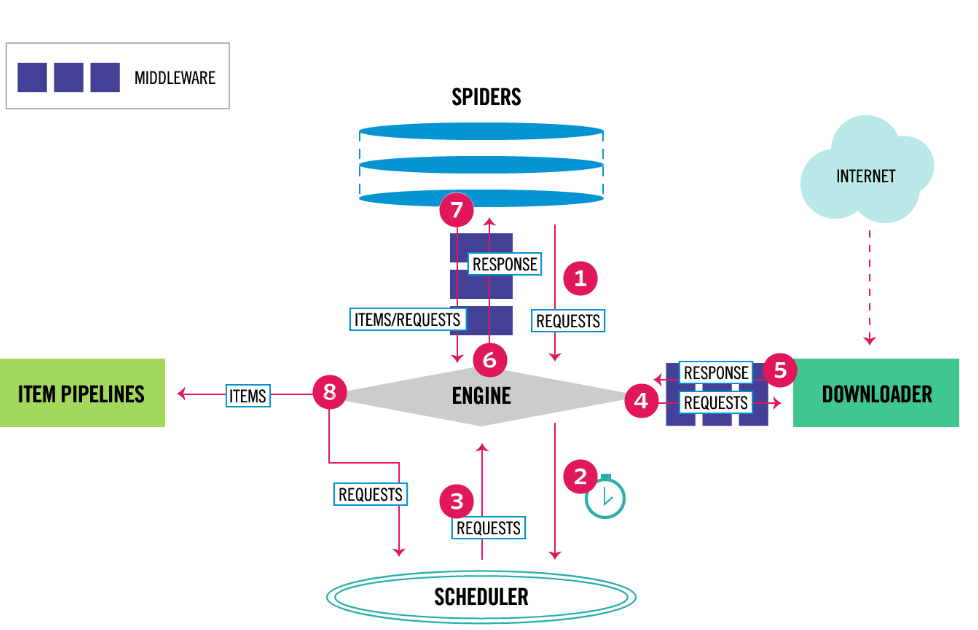 MIDDLEWARE
SPIDERS
INTERNET
7
RESPONSE
1
ITEMS/REQUESTS
REQUESTS
6
ITEM PIPELINES
ITEMS
8
ENGINE
4
RESPONSE
5
REQUESTS
DOWNLOADER
REQUESTS
3
REQUESTS
2
SCHEDULER